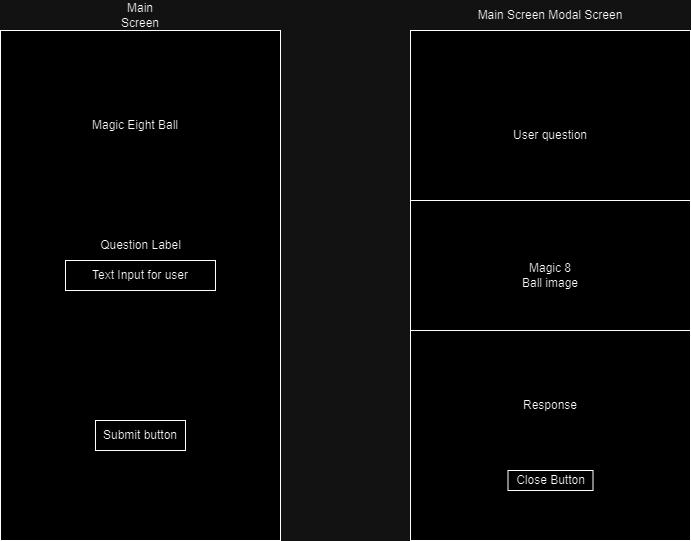 Main
Screen
Magic Eight Ball
Question Label
Text Input for user
Submit button
Main Screen Modal Screen
User question
Magic 8
Ball image
Response
Close Button